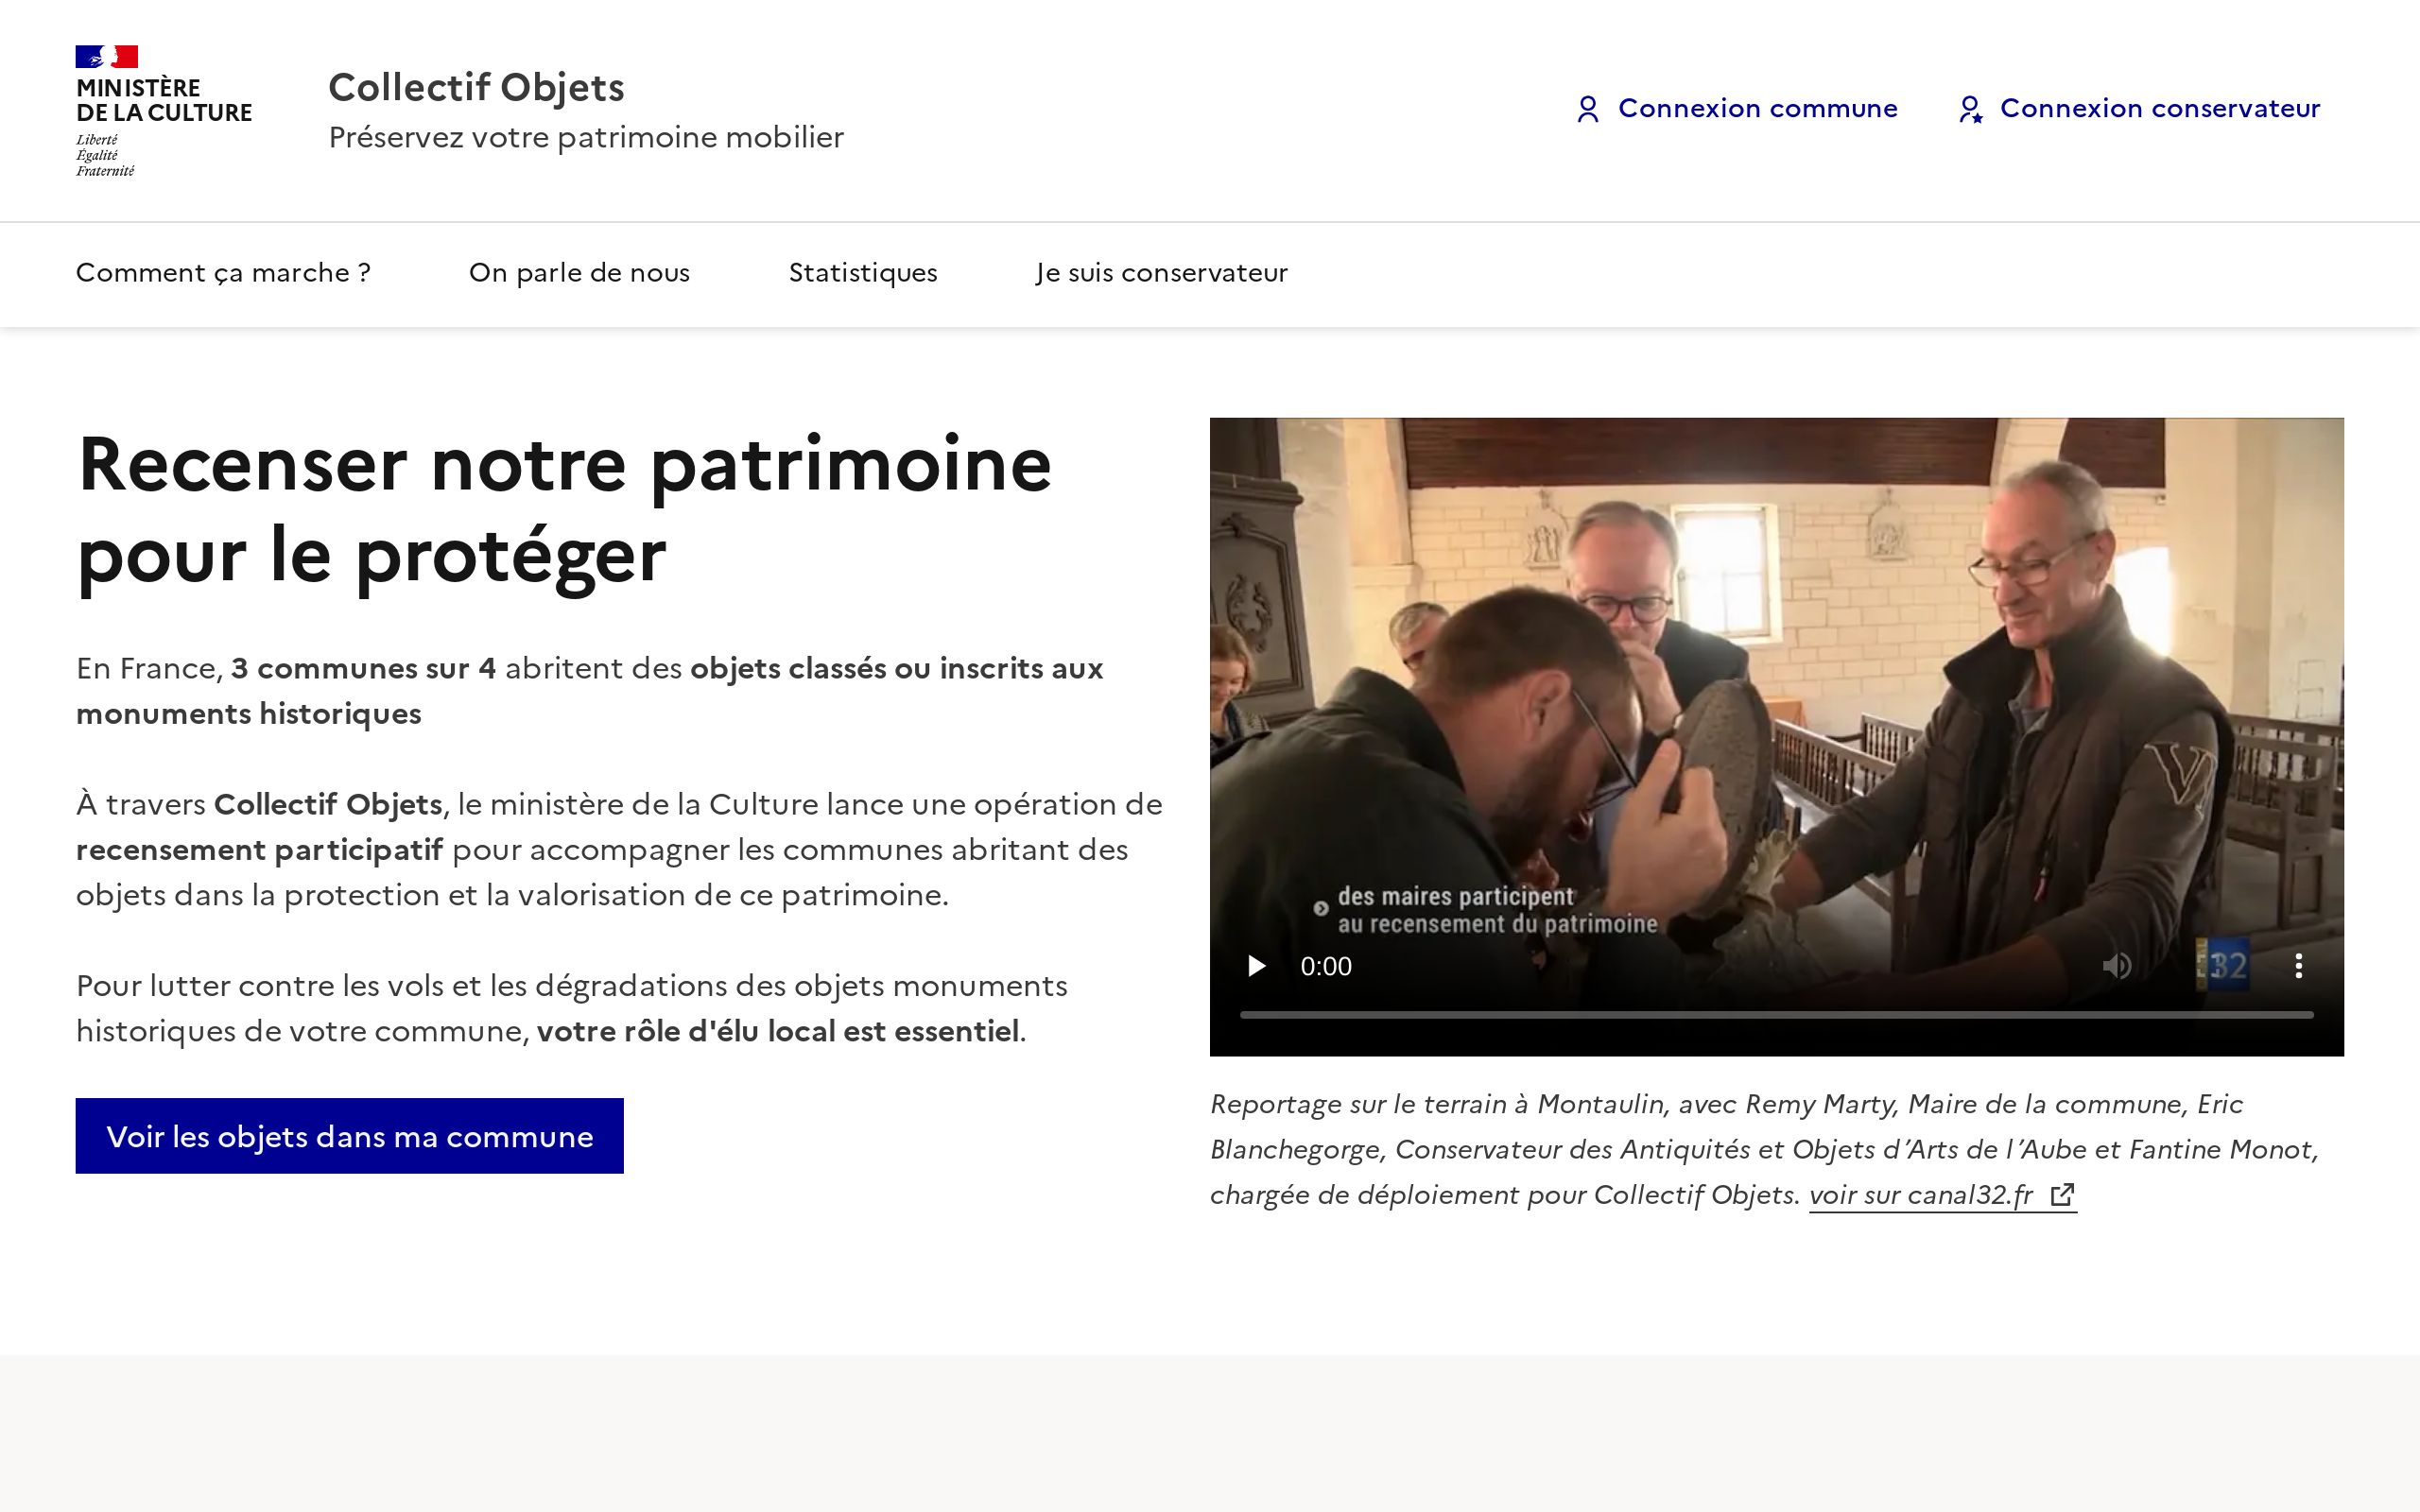 MINISTÈRE
DE LA CULTURE
Liberté
Égalité
Fraternité
Collectif Objets
Préservez votre patrimoine mobilier
Connexion commune
Connexion conservateur
Comment ça marche ?
On parle de nous
Statistiques
Je suis conservateur
Recenser notre patrimoine
pour le protéger
En France, 3 communes sur 4 abritent des objets classés ou inscrits aux
monuments historiques
À travers Collectif Objets, le ministère de la Culture lance une opération de
recensement participatif pour accompagner les communes abritant des
objets dans la protection et la valorisation de ce patrimoine.
Pour lutter contre les vols et les dégradations des objets monuments
historiques de votre commune, votre rôle d'élu local est essentiel.
Voir les objets dans ma commune
V
des maires participent
au recensement du patrimoine
0:00
32
Reportage sur le terrain à Montaulin, avec Remy Marty, Maire de la commune, Eric
Blanchegorge, Conservateur des Antiquités et Objets d’Arts de l’Aube et Fantine Monot,
chargée de déploiement pour Collectif Objets. voir sur canal32.fr